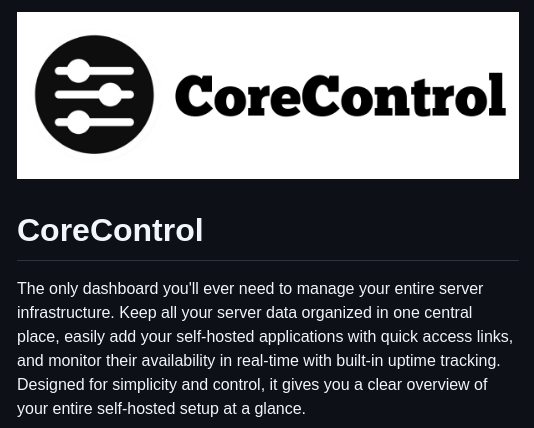 CoreControl
CoreControl
The only dashboard you'll ever need to manage your entire server
infrastructure. Keep all your server data organized in one central
place, easily add your self-hosted applications with quick access links,
and monitor their availability in real-time with built-in uptime tracking.
Designed for simplicity and control, it gives you a clear overview of
your entire self-hosted setup at a glance.